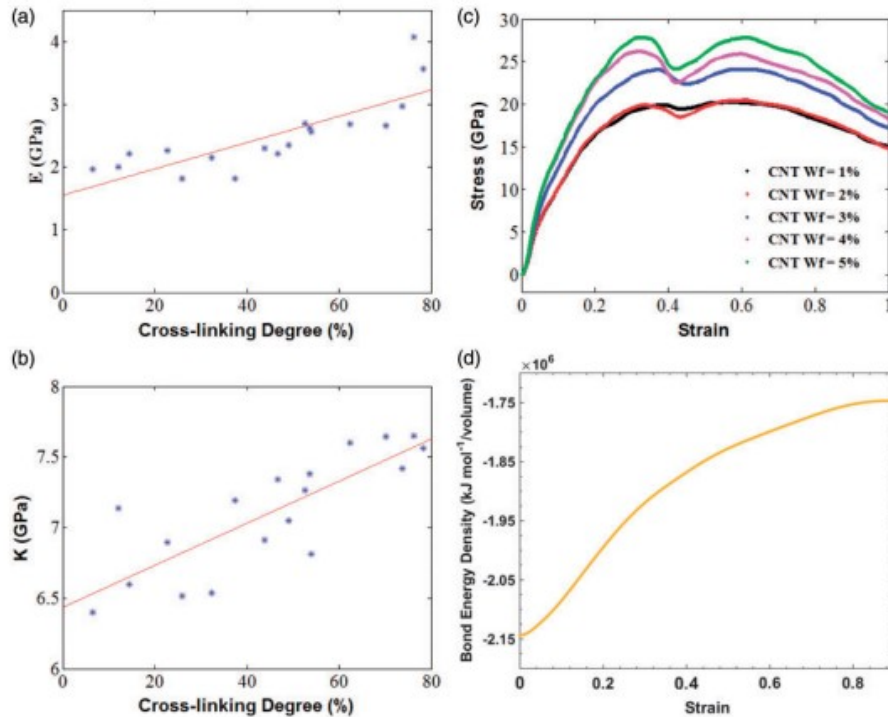 (a)
4
3
2
1
0
E (GPa)
0 20 40 60 80
Cross-linking Degree (%)
(b)
8
7.5
7
6.5
6
K (GPa)
0 20 40 60 80
Cross-linking Degree (%)
(c)
30
25
20
15
10
5
0
Stress (GPa)
CNT Wf = 1%
CNT Wf = 2%
CNT Wf = 3%
CNT Wf = 4%
CNT Wf = 5%
0 0.2 0.4 0.6 0.8 1
Strain
(d)
×10⁶
-1.75
-1.85
-1.95
-2.05
-2.15
Bond Energy Density (kJ mol⁻¹/volume)
0 0.2 0.4 0.6 0.8
Strain